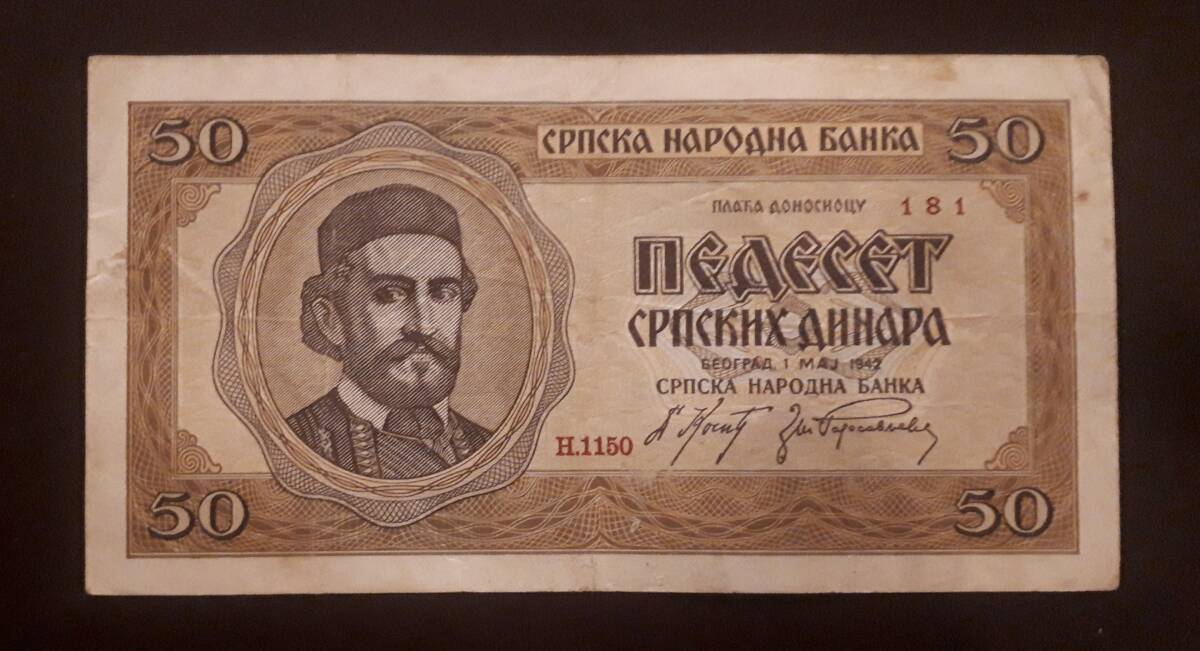 50
СРПСКА НАРОДНА БАНКА
50
ПЛАЋА ДОНОСИОЦУ 181
ПЕДЕСЕТ
СРПСКИХ ДИНАРА
БЕОГРАД, 1 МАЈ 1942
СРПСКА НАРОДНА БАНКА
Н.1150
50
50